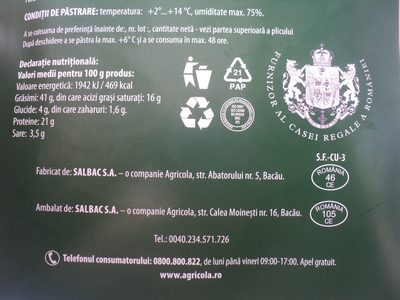 CONDIȚII DE PĂSTRARE: temperatura: +2°...+14 °C, umiditate max. 75%.
A se consuma de preferință înainte de:, nr. lot :, cantitate netă - vezi partea superioară a plicului
După deschidere a se păstra la max. +6° C și a se consuma în max. 48 ore.
Declarație nutrițională:
Valori medii pentru 100 g produs:
Valoare energetică: 1942 kJ / 469 kcal
Grăsimi: 41 g, din care acizi grași saturați: 16 g
Glucide: 4 g, din care zaharuri: 1,6 g.
Proteine: 21 g
Sare: 3,5 g
21
PAP
FURNIZOR AL CASEI REGALE A ROMÂNIEI
S.F.-CU-3
Fabricat de: SALBAC S.A. – o companie Agricola, str. Abatorului nr. 5, Bacău.
ROMÂNIA
46
CE
Ambalat de: SALBAC S.A. – o companie Agricola, str. Calea Moinești nr. 16, Bacău.
ROMÂNIA
105
CE
Tel.: 0040.234.571.726
Telefonul consumatorului: 0800.800.822, de luni până vineri 09:00-17:00. Apel gratuit.
www.agricola.ro